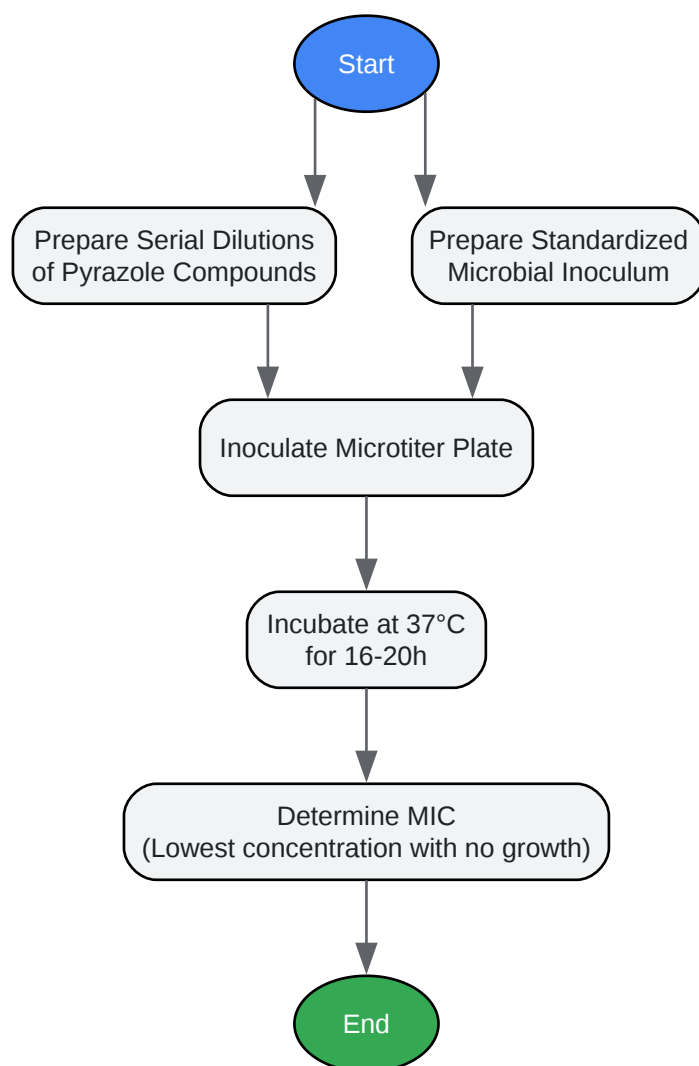 Start
Prepare Serial Dilutions
of Pyrazole Compounds
Prepare Standardized
Microbial Inoculum
Inoculate Microtiter Plate
Incubate at 37°C
for 16-20h
Determine MIC
(Lowest concentration with no growth)
End